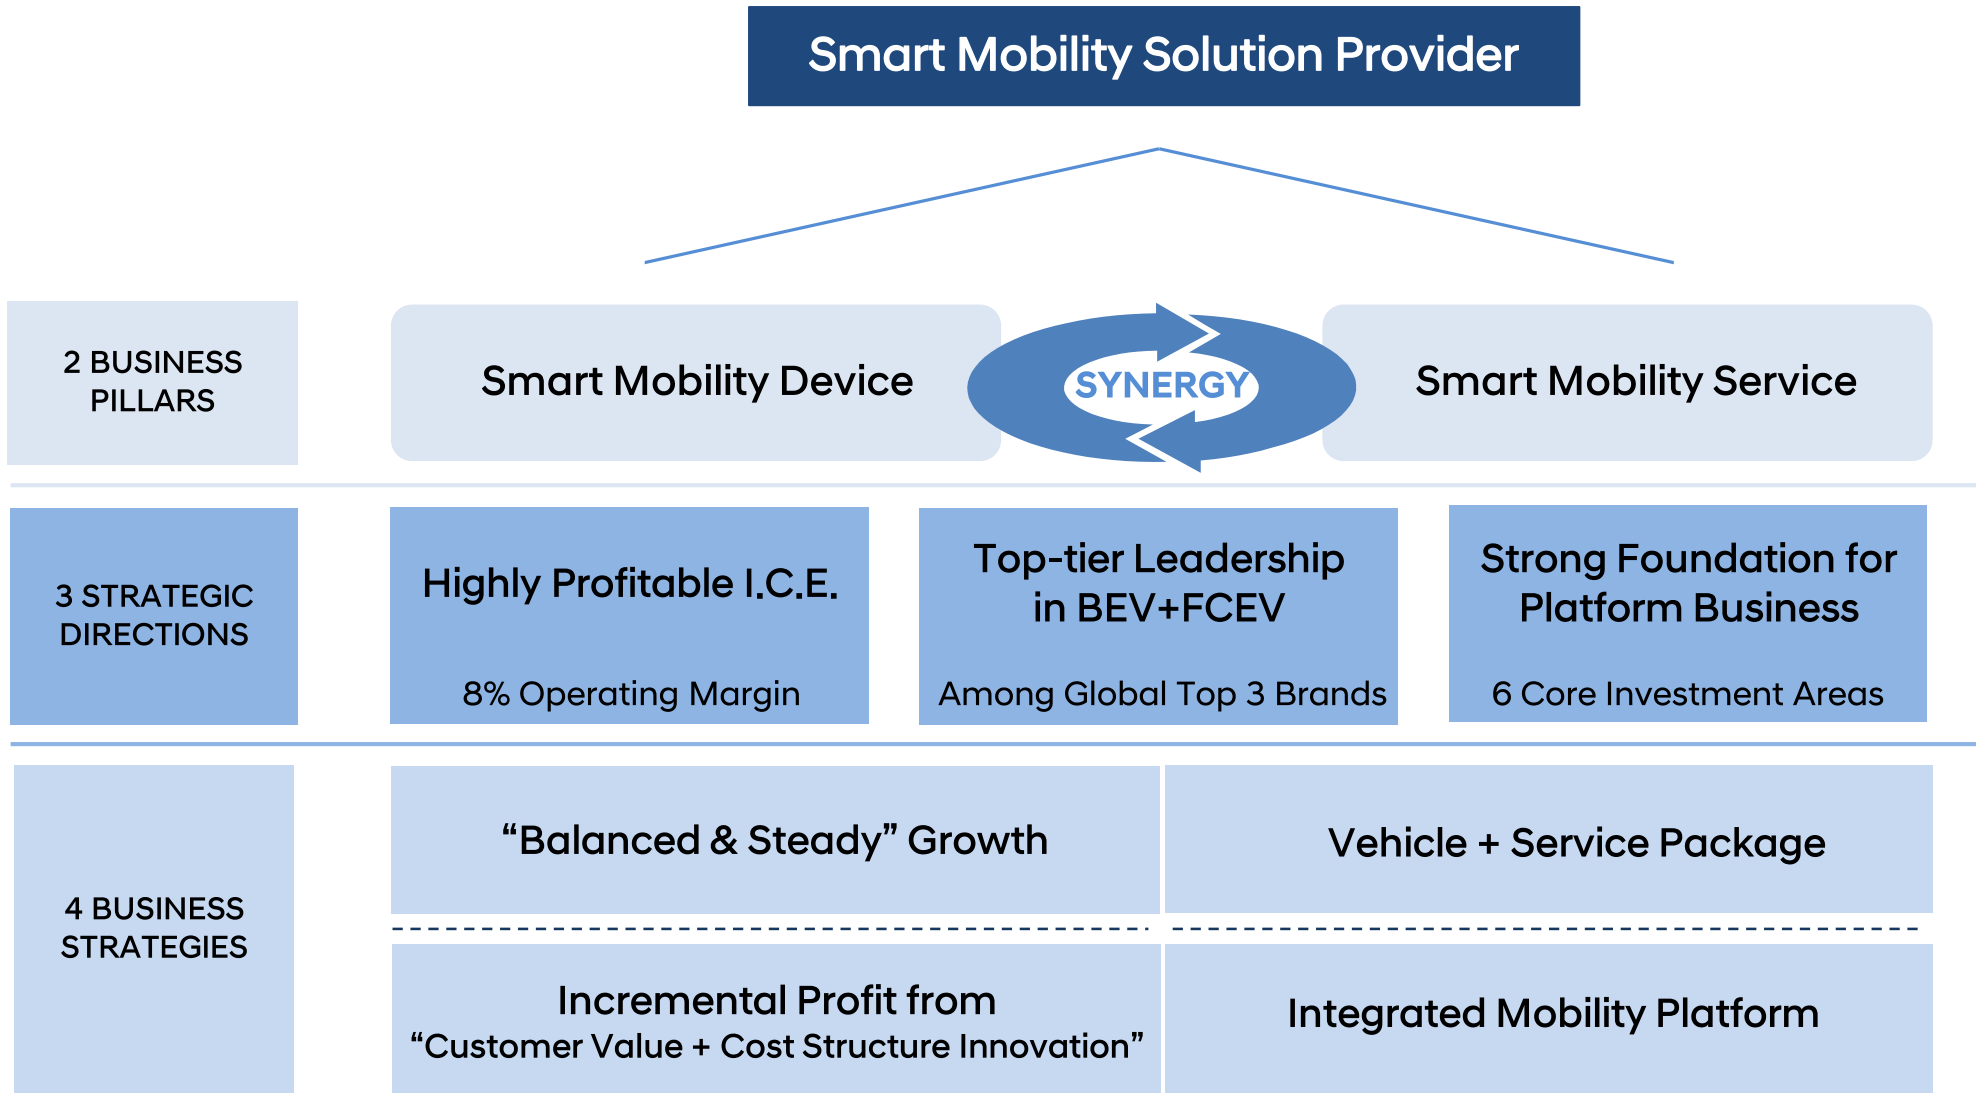 Smart Mobility Solution Provider
2 BUSINESS
PILLARS
Smart Mobility Device
SYNERGY
Smart Mobility Service
3 STRATEGIC
DIRECTIONS
Highly Profitable I.C.E.
8% Operating Margin
Top-tier Leadership
in BEV+FCEV
Among Global Top 3 Brands
Strong Foundation for
Platform Business
6 Core Investment Areas
4 BUSINESS
STRATEGIES
“Balanced & Steady” Growth
Vehicle + Service Package
Incremental Profit from
“Customer Value + Cost Structure Innovation”
Integrated Mobility Platform